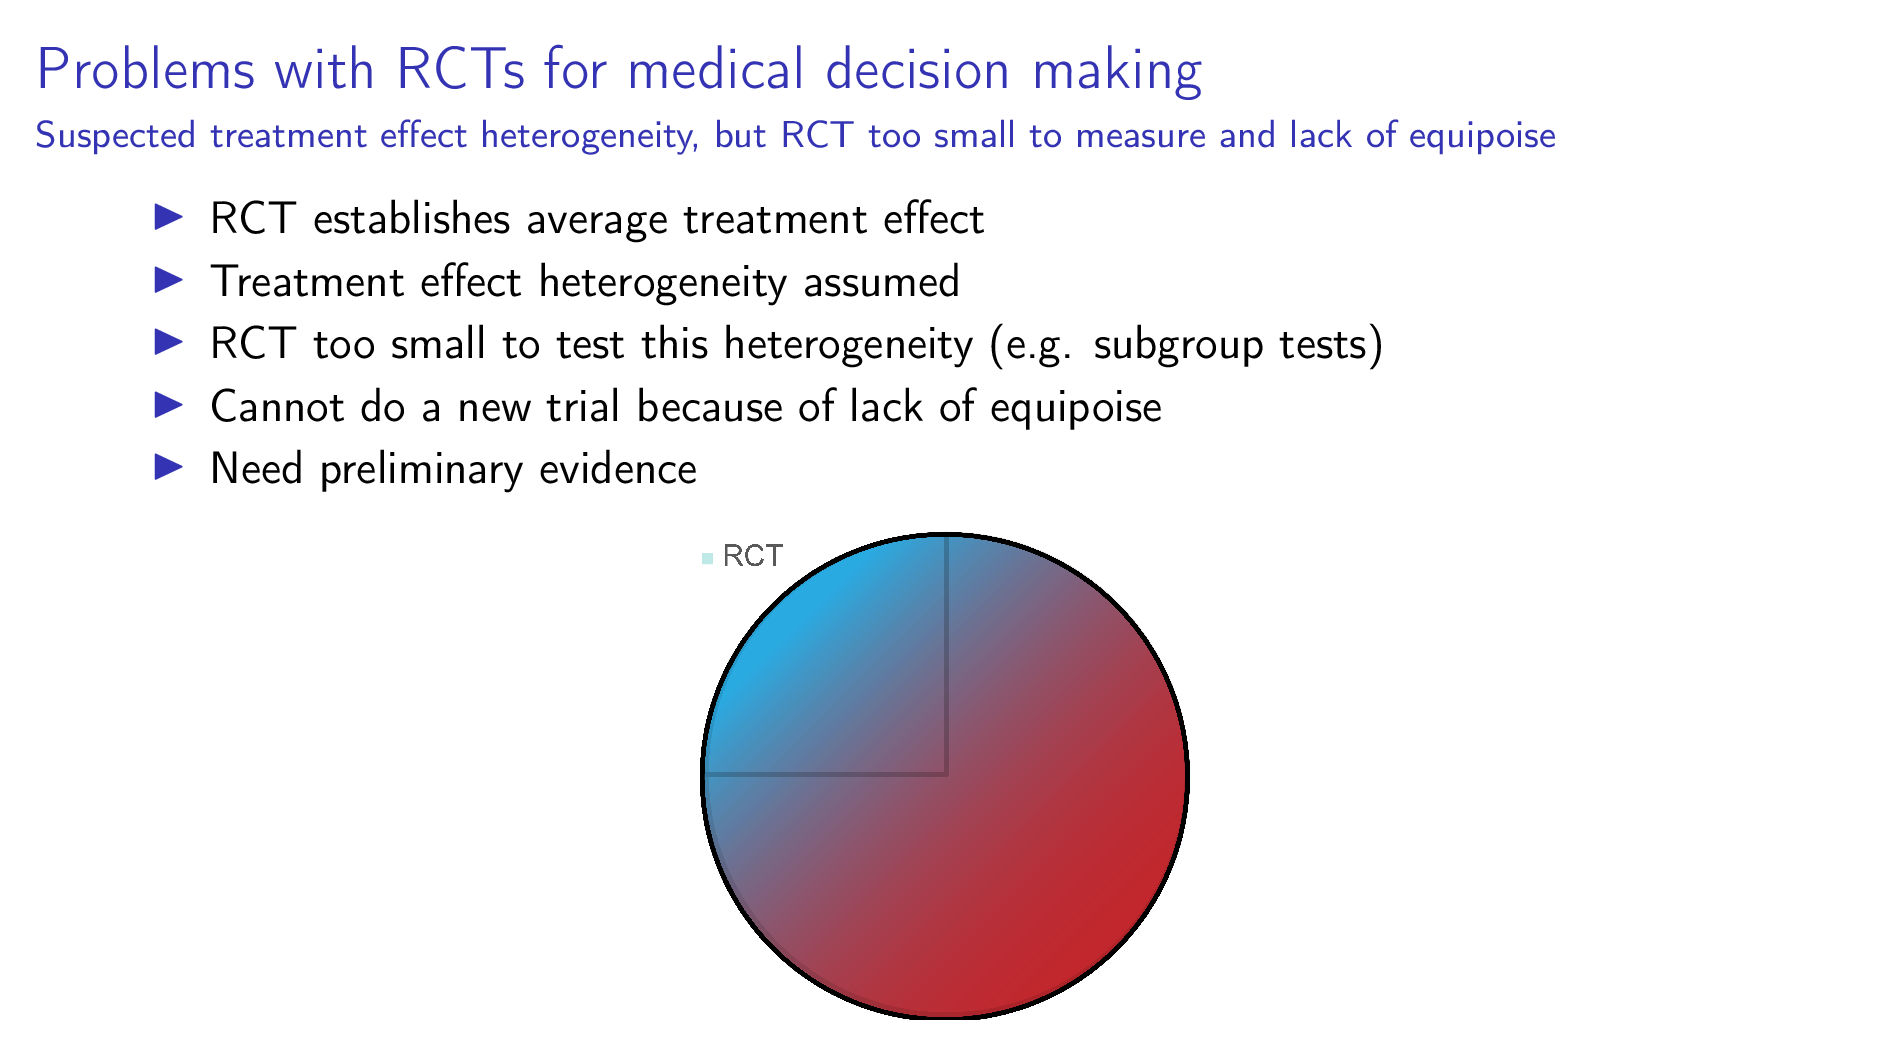 Problems with RCTs for medical decision making
Suspected treatment effect heterogeneity, but RCT too small to measure and lack of equipoise
RCT establishes average treatment effect
Treatment effect heterogeneity assumed
RCT too small to test this heterogeneity (e.g. subgroup tests)
Cannot do a new trial because of lack of equipoise
Need preliminary evidence
RCT